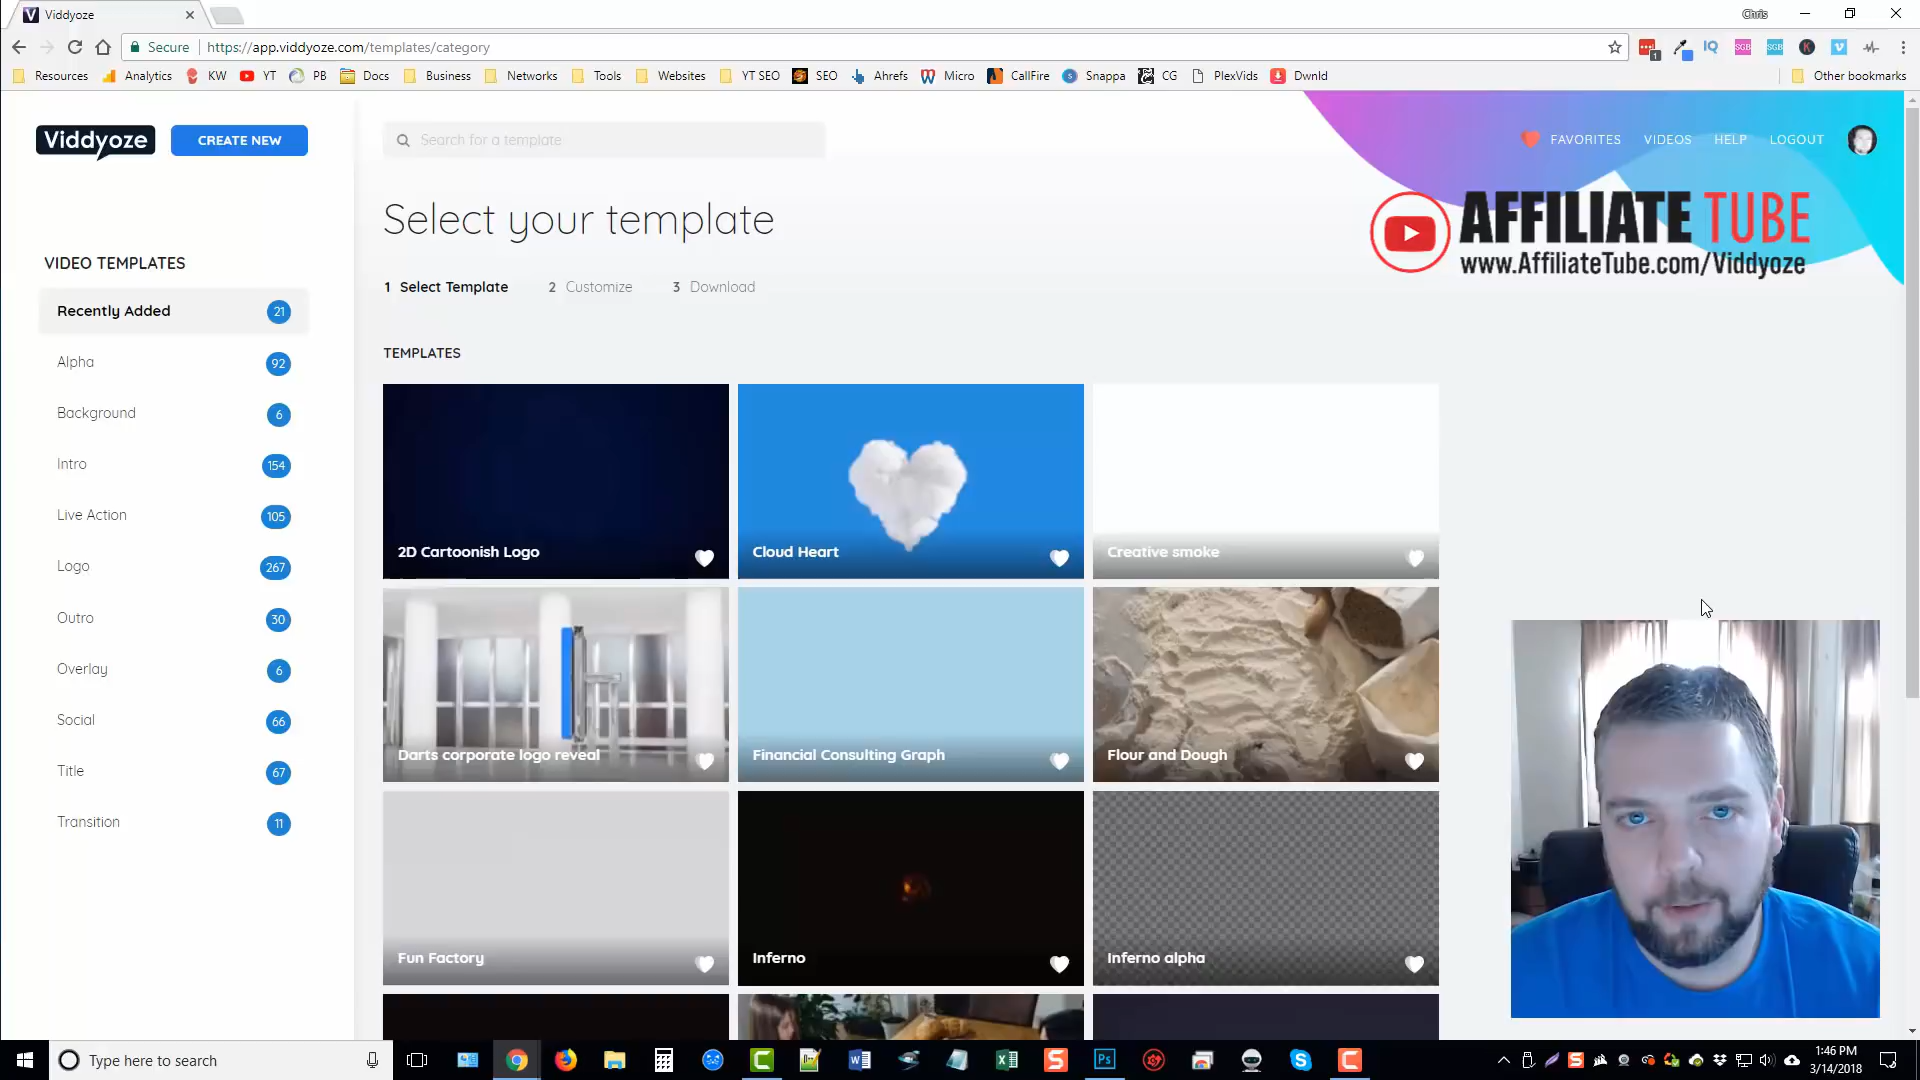 Viddyoze
Chris
Secure
https://app.viddyoze.com/templates/category
Resources Analytics KW YT PB Docs Business Networks Tools Websites YT SEO SEO Ahrefs Micro CallFire Snappa CG PlexVids Dwnld Other bookmarks
Viddyoze
CREATE NEW
Search for a template
FAVORITES VIDEOS HELP LOGOUT
AFFILIATE TUBE
www.AffiliateTube.com/Viddyoze
Select your template
1 Select Template 2 Customize 3 Download
VIDEO TEMPLATES
Recently Added 21
Alpha 92
Background 6
Intro 154
Live Action 105
Logo 267
Outro 30
Overlay 6
Social 66
Title 67
Transition 11
TEMPLATES
2D Cartoonish Logo
Cloud Heart
Creative smoke
Darts corporate logo reveal
Financial Consulting Graph
Flour and Dough
Fun Factory
Inferno
Inferno alpha
Type here to search
1:46 PM
3/14/2018